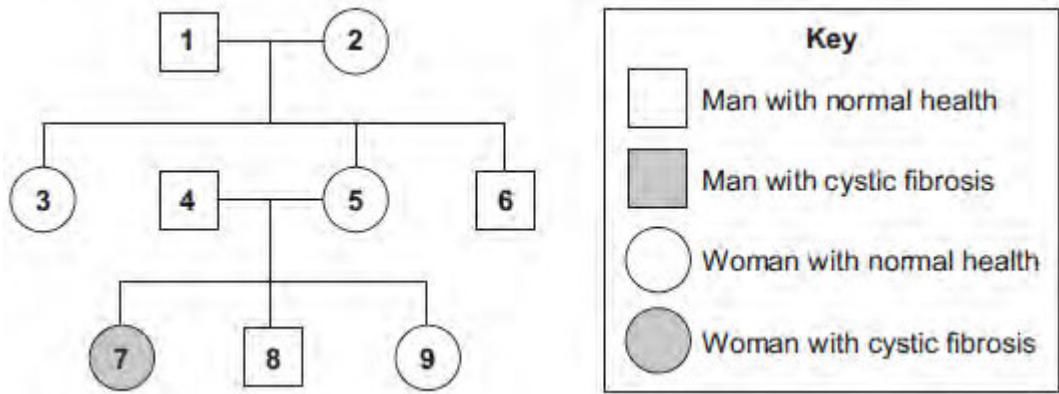 1 2
3 4 5 6
7 8 9
Key
Man with normal health
Man with cystic fibrosis
Woman with normal health
Woman with cystic fibrosis